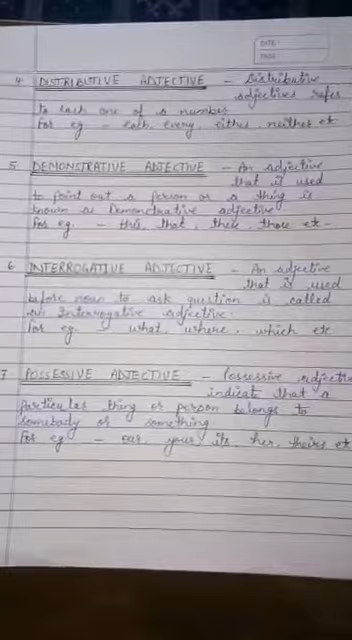 DATE
PAGE
4 DISTRIBUTIVE ADJECTIVE - Distributive
adjectives refer
to each one of a number
For eg - each, every, either, neither etc
5 DEMONSTRATIVE ADJECTIVE - An adjective
that is used
to point out a person or a thing is
known as Demonstrative adjective
For eg. - this, that, these, those etc-
6 INTERROGATIVE ADJECTIVE - An adjective
that is used
before noun to ask question is called
an Interrogative adjective.
For eg. - what, where, which etc
7 POSSESSIVE ADJECTIVE - Possessive adjective
indicate that a
particular thing or person belongs to
somebody or something
For eg - our, your, its, her, theirs etc